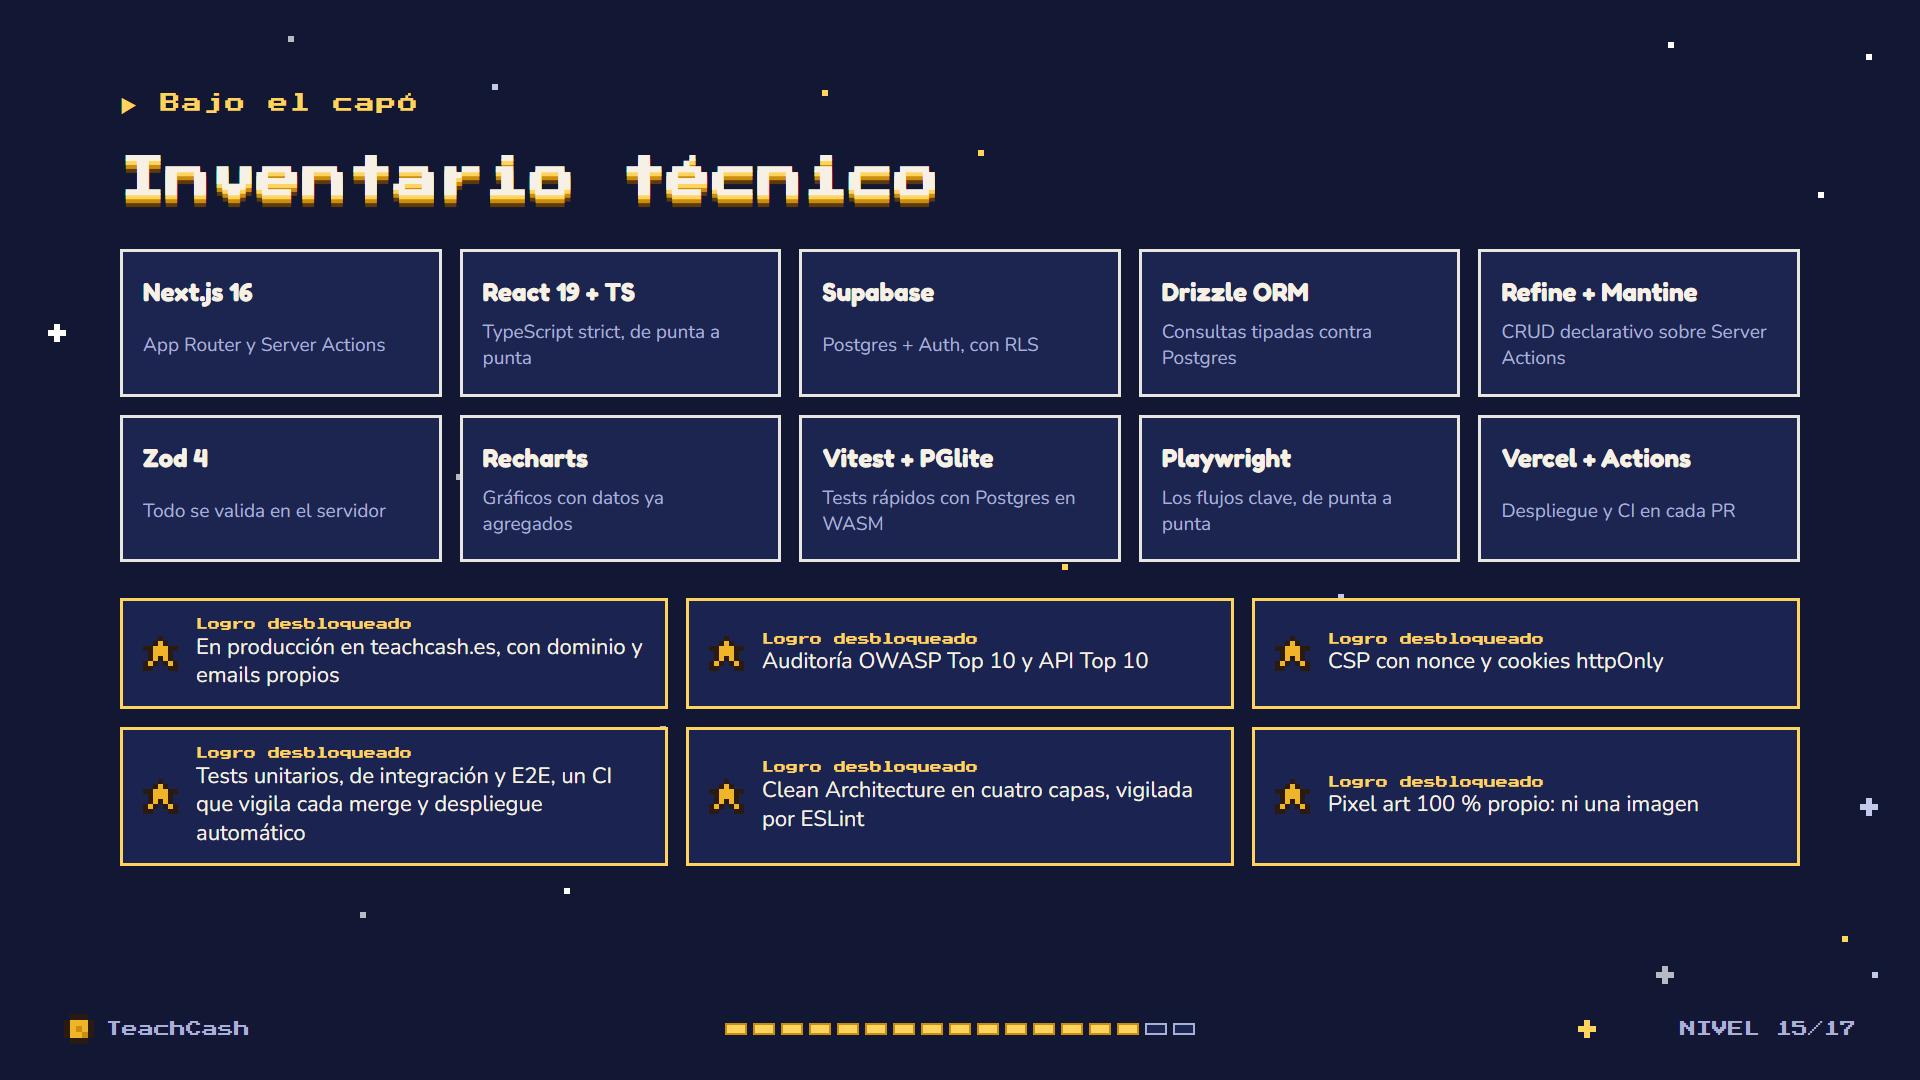 ▶ Bajo el capó
Inventario técnico
Next.js 16
App Router y Server Actions
React 19 + TS
TypeScript strict, de punta a
punta
Supabase
Postgres + Auth, con RLS
Drizzle ORM
Consultas tipadas contra
Postgres
Refine + Mantine
CRUD declarativo sobre Server
Actions
Zod 4
Todo se valida en el servidor
Recharts
Gráficos con datos ya
agregados
Vitest + PGlite
Tests rápidos con Postgres en
WASM
Playwright
Los flujos clave, de punta a
punta
Vercel + Actions
Despliegue y CI en cada PR
Logro desbloqueado
En producción en teachcash.es, con dominio y
emails propios
Logro desbloqueado
Auditoría OWASP Top 10 y API Top 10
Logro desbloqueado
CSP con nonce y cookies httpOnly
Logro desbloqueado
Tests unitarios, de integración y E2E, un CI
que vigila cada merge y despliegue
automático
Logro desbloqueado
Clean Architecture en cuatro capas, vigilada
por ESLint
Logro desbloqueado
Pixel art 100 % propio: ni una imagen
TeachCash
NIVEL 15/17